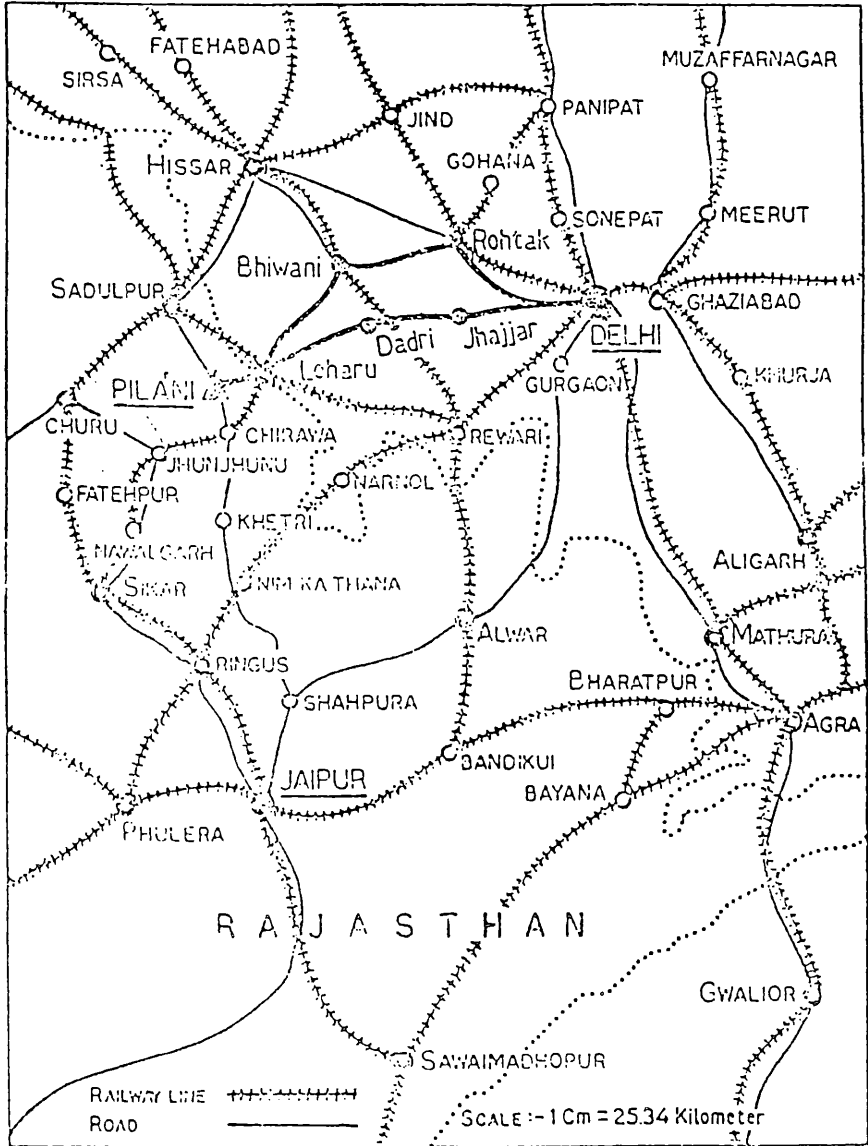 FATEHABAD
SIRSA
MUZAFFARNAGAR
JIND
PANIPAT
HISSAR
GOHANA
SONEPAT
MEERUT
Rohtak
Bhiwani
SADULPUR
GHAZIABAD
Dadri
Jhajjar
DELHI
Loharu
PILANI
GURGAON
KHURJA
CHURU
CHIRAWA
REWARI
JHUNJHUNU
FATEHPUR
NARNOL
KHETRI
NAWALGARH
ALIGARH
SIKAR
NIM KA THANA
ALWAR
MATHURA
RINGUS
BHARATPUR
SHAHPURA
AGRA
BANDIKUI
JAIPUR
BAYANA
PHULERA
RAJASTHAN
GWALIOR
SAWAIMADHOPUR
RAILWAY LINE
ROAD
SCALE :- 1 Cm = 25.34 Kilometer